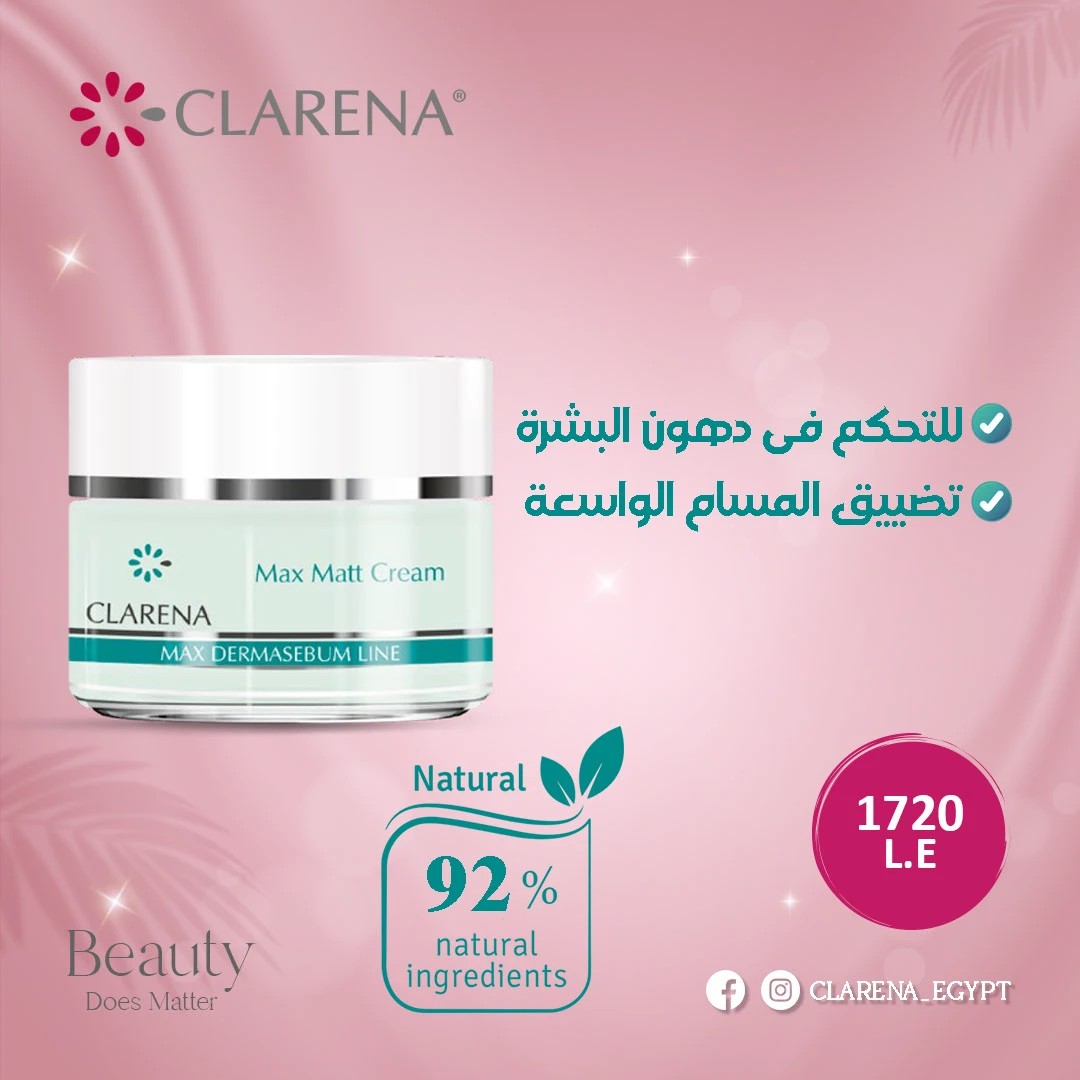 CLARENA®
للتحكم فى دهون البشرة
تضييق المسام الواسعة
Max Matt Cream
CLARENA
MAX DERMASEBUM LINE
Natural
92%
natural
ingredients
1720
L.E
Beauty
Does Matter
CLARENA_EGYPT